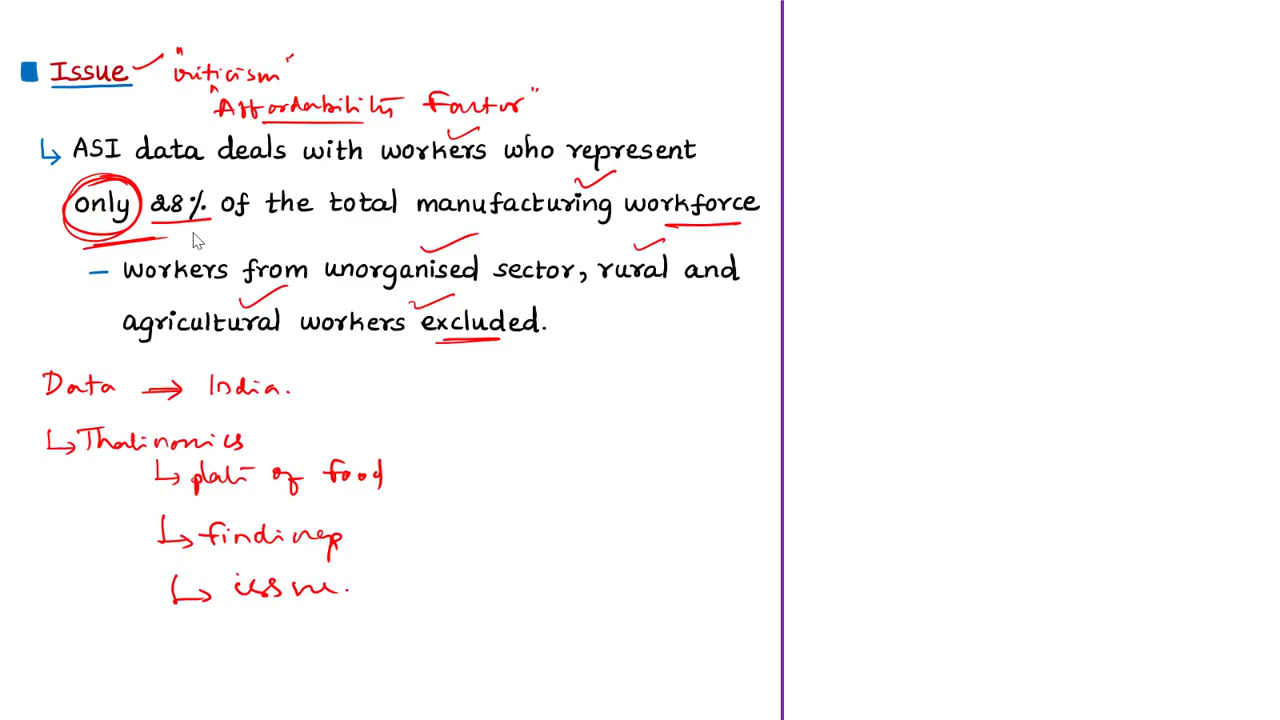 Issue "criticism"
"Affordability factor"
ASI data deals with workers who represent
only 28% of the total manufacturing workforce
– workers from unorganised sector, rural and
agricultural workers excluded.
Data → India.
Thalinomics
plate of food
findings
issue.